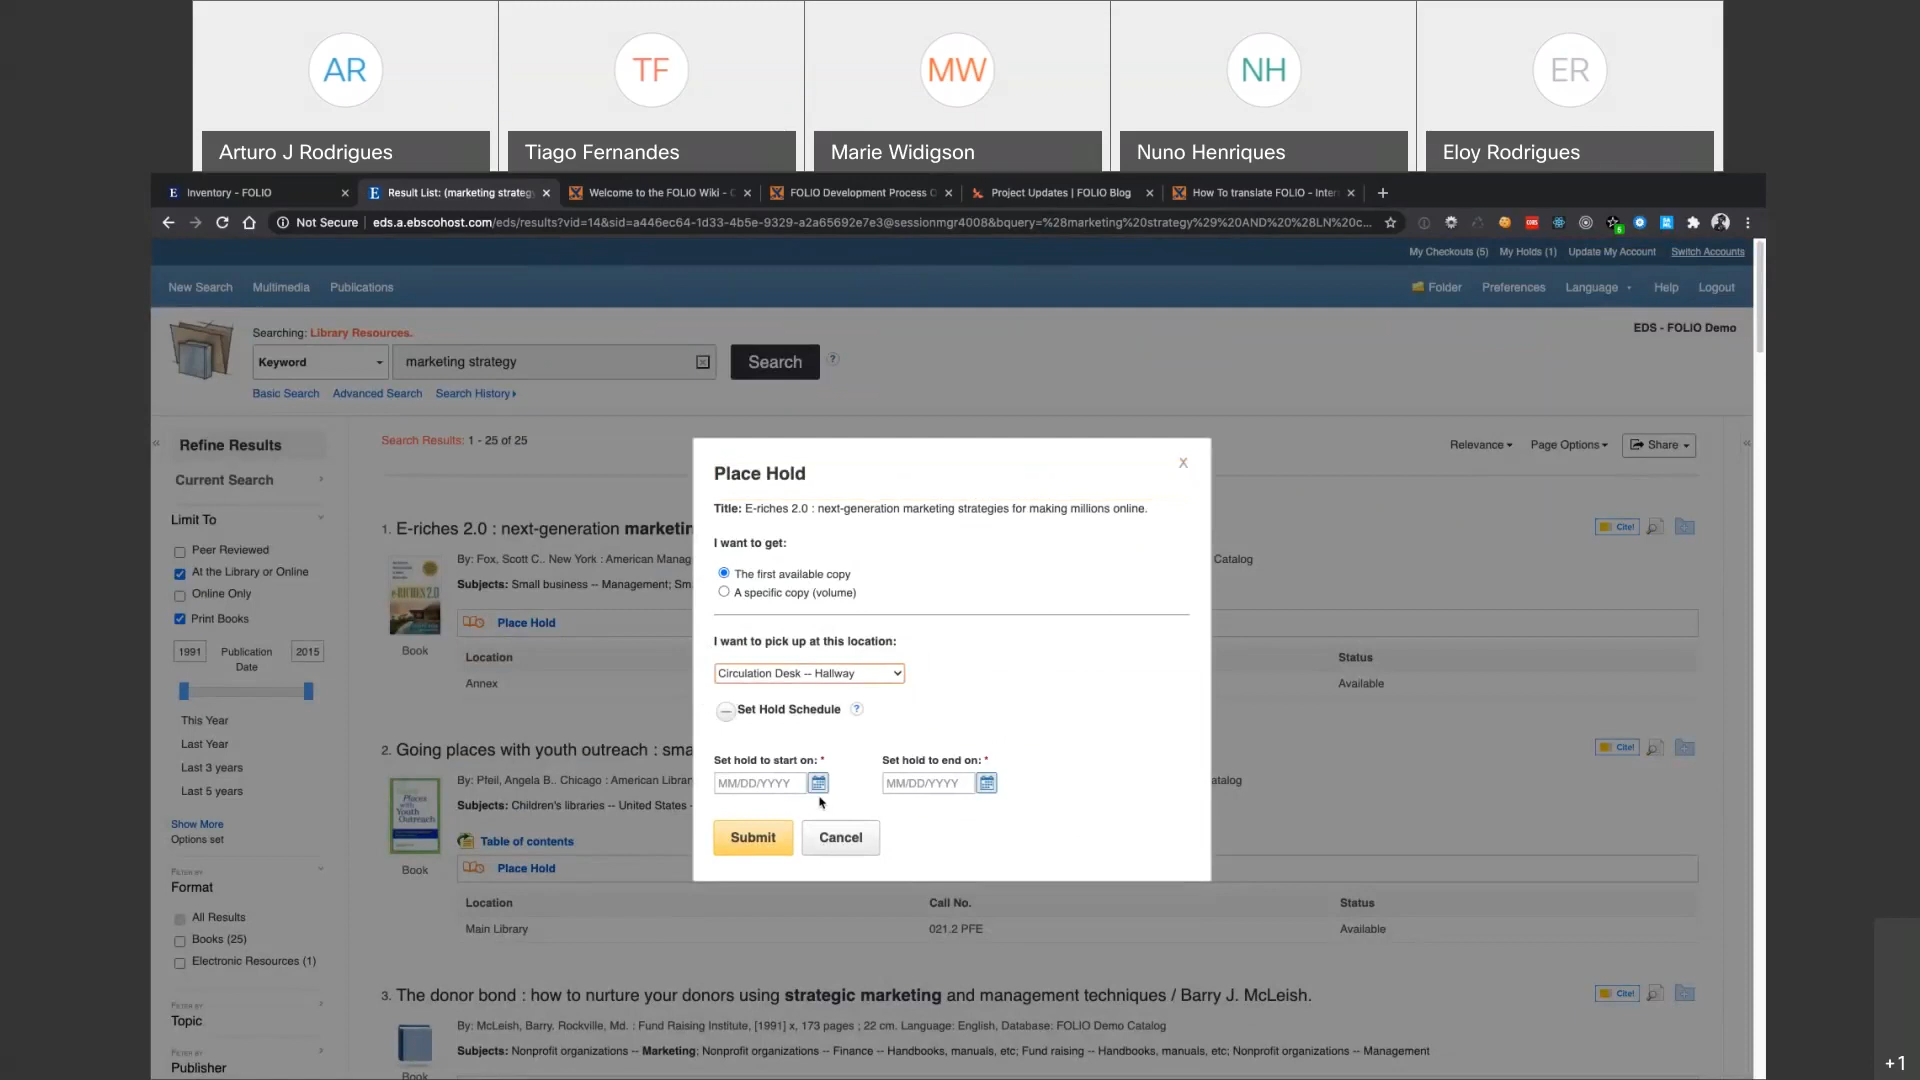 AR
TF
MW
NH
ER
Arturo J Rodrigues
Tiago Fernandes
Marie Widigson
Nuno Henriques
Eloy Rodrigues
Inventory - FOLIO
Result List: (marketing strateg
Welcome to the FOLIO Wiki - C
FOLIO Development Process O
Project Updates | FOLIO Blog
How To translate FOLIO - Inter
Not Secure | eds.a.ebscohost.com/eds/results?vid=14&sid=a446ec64-1d33-4b5e-9329-a2a65692e7e3@sessionmgr4008&bquery=%28marketing%20strategy%29%20AND%20%28LN%20c...
My Checkouts (5) My Holds (1) Update My Account Switch Accounts
New Search Multimedia Publications
Folder Preferences Language Help Logout
EDS - FOLIO Demo
Searching: Library Resources.
Keyword
marketing strategy
Search
?
Basic Search Advanced Search Search History
Refine Results
Current Search
Limit To
Peer Reviewed
At the Library or Online
Online Only
Print Books
1991 Publication Date 2015
This Year
Last Year
Last 3 years
Last 5 years
Show More
Options set
FILTER BY
Format
All Results
Books (25)
Electronic Resources (1)
FILTER BY
Topic
FILTER BY
Publisher
Search Results: 1 - 25 of 25
Relevance Page Options Share
1. E-riches 2.0 : next-generation marketin
Cite!
By: Fox, Scott C.. New York : American Manag
Catalog
Subjects: Small business -- Management; Sm
Place Hold
Book
Location
Status
Annex
Available
2. Going places with youth outreach : sma
Cite!
By: Pfeil, Angela B.. Chicago : American Librar
atalog
Subjects: Children's libraries -- United States -
Table of contents
Place Hold
Book
Location Call No. Status
Main Library 021.2 PFE Available
3. The donor bond : how to nurture your donors using strategic marketing and management techniques / Barry J. McLeish.
Cite!
By: McLeish, Barry. Rockville, Md. : Fund Raising Institute, [1991] x, 173 pages ; 22 cm. Language: English, Database: FOLIO Demo Catalog
Subjects: Nonprofit organizations -- Marketing; Nonprofit organizations -- Finance -- Handbooks, manuals, etc; Fund raising -- Handbooks, manuals, etc; Nonprofit organizations -- Management
Book
Place Hold
X
Title: E-riches 2.0 : next-generation marketing strategies for making millions online.
I want to get:
The first available copy
A specific copy (volume)
I want to pick up at this location:
Circulation Desk -- Hallway
Set Hold Schedule ?
Set hold to start on: * Set hold to end on: *
MM/DD/YYYY MM/DD/YYYY
Submit Cancel
+1